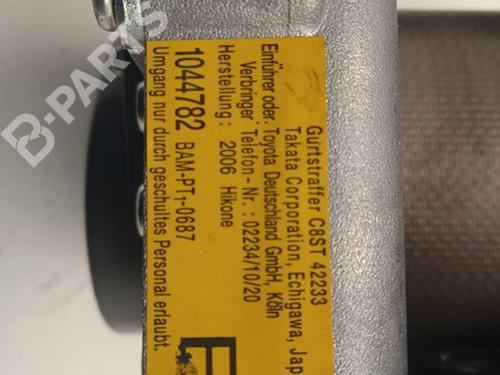 B-PARTS
Gurtstraffer C8ST 42233
Takata Corporation, Echigawa, Jap
Einführer oder. Toyota Deutschland GmbH, Köln
Verbringer Telefon-Nr.: 02234/10/20
Herstellung: 2006 Hikone
1044782 BAM-PT1-0687
Umgang nur durch geschultes Personal erlaubt.